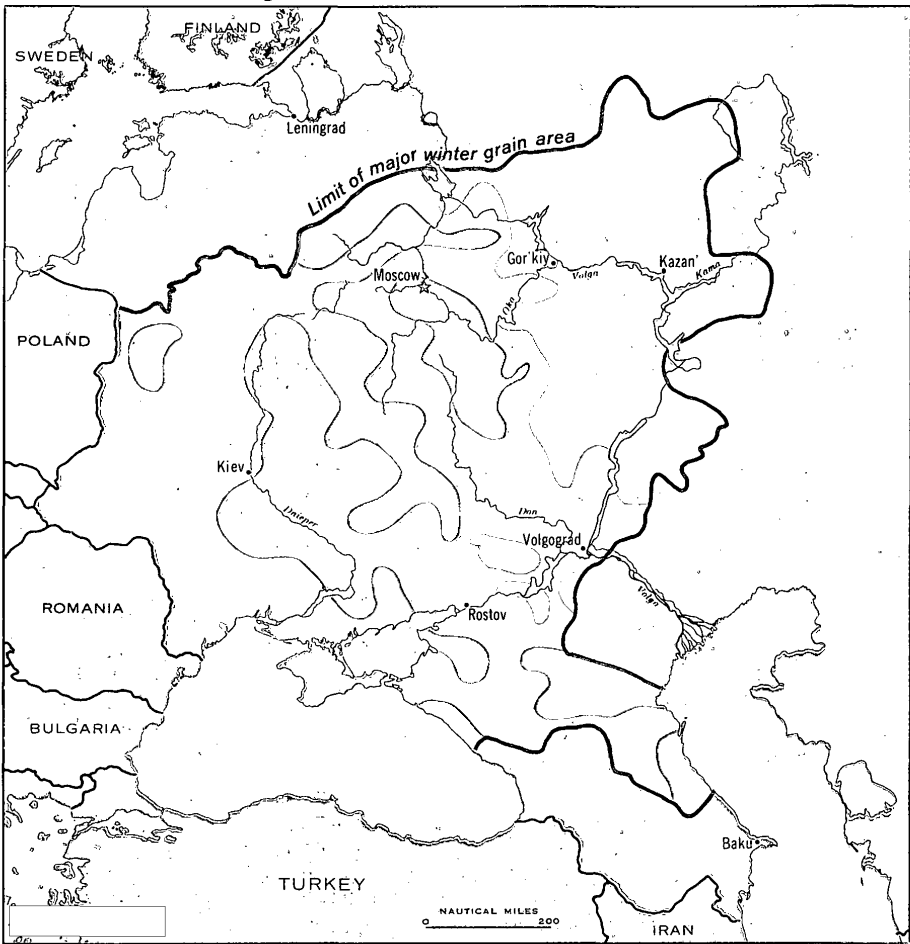 FINLAND
SWEDEN
Leningrad
Limit of major winter grain area
Gor'kiy
Volga
Kazan'
Kama
Moscow
Oka
POLAND
Kiev
Dnieper
Don
Volgograd
Volga
ROMANIA
Rostov
BULGARIA
Baku
TURKEY
NAUTICAL MILES
0 200
IRAN